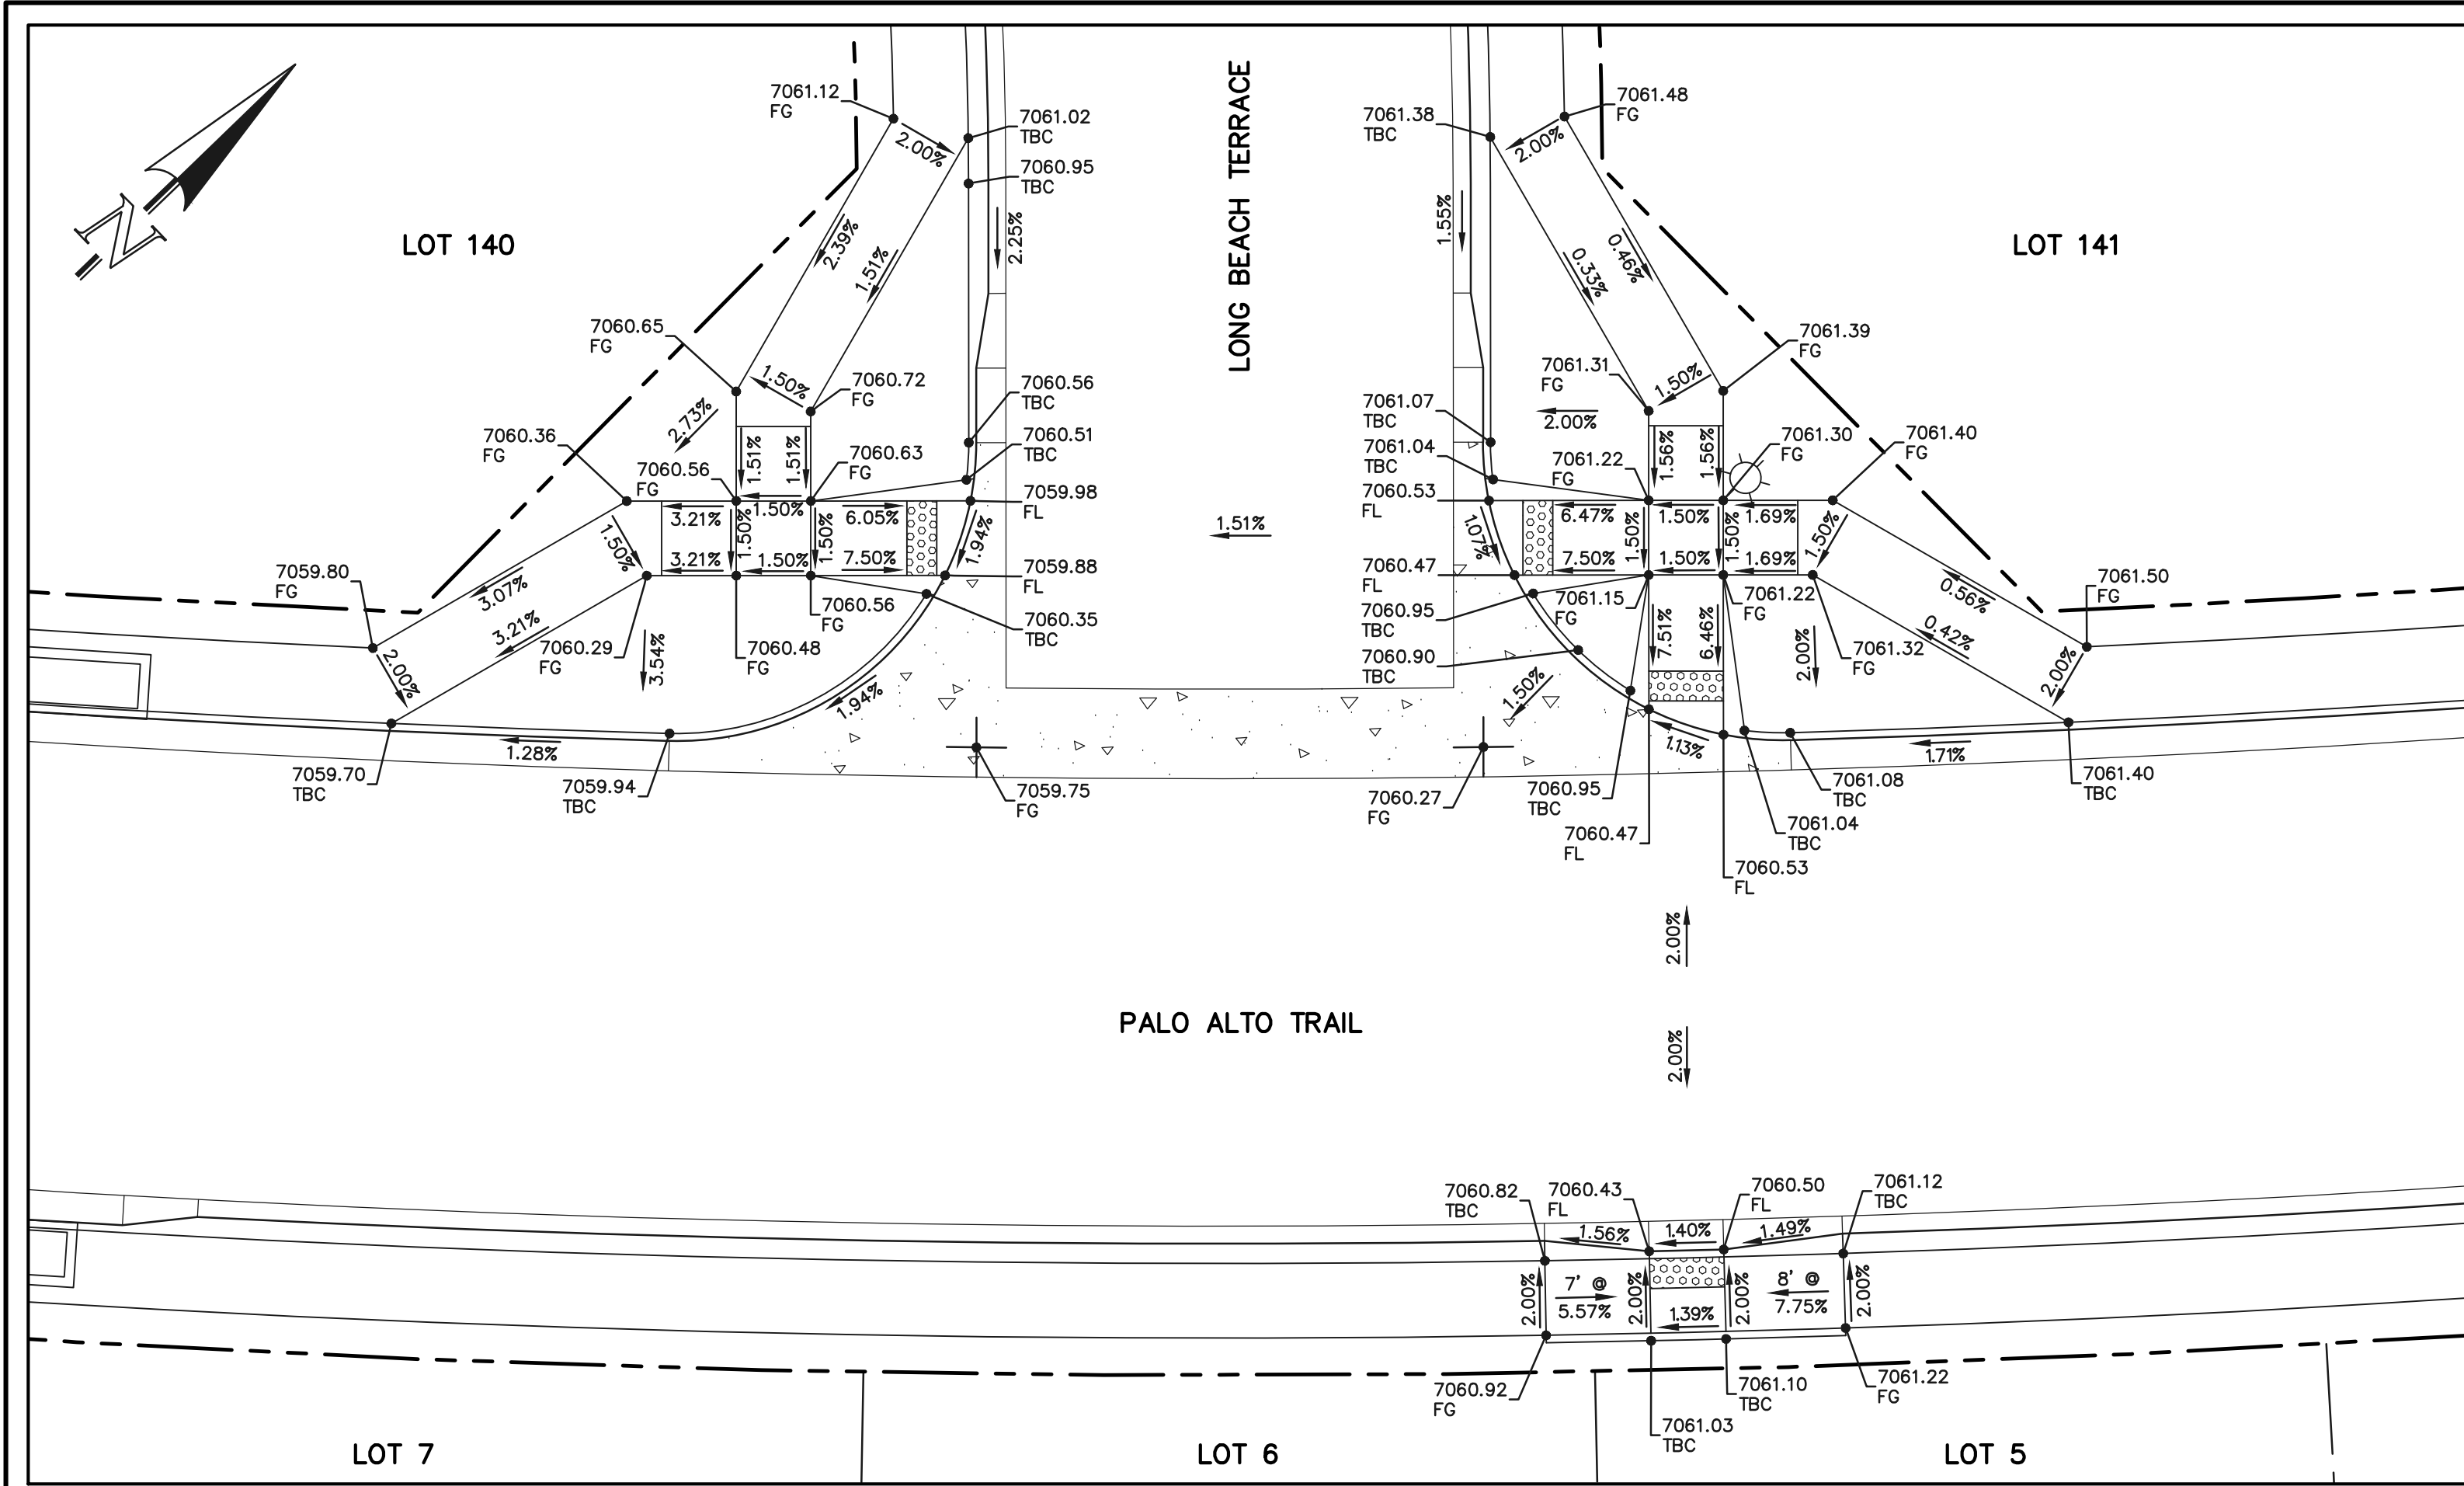 7061.12
FG
7061.02
TBC
7060.95
TBC
2.00%
2.25%
LOT 140
N
2.39%
1.51%
LONG BEACH TERRACE
7061.38
TBC
7061.48
FG
2.00%
1.55%
0.33%
0.46%
LOT 141
7060.65
FG
7060.72
FG
1.50%
2.73%
7060.56
TBC
7060.51
TBC
7060.36
FG
7060.56
FG
1.51%
1.51%
7060.63
FG
7059.98
FL
3.21%
1.50%
6.05%
1.50%
1.50%
1.50%
3.21%
1.50%
7.50%
1.94%
7059.88
FL
7059.80
FG
3.07%
3.21%
2.00%
7060.29
FG
3.54%
7060.48
FG
7060.56
FG
7060.35
TBC
1.94%
1.28%
7059.70
TBC
7059.94
TBC
7059.75
FG
1.51%
7061.31
FG
7061.39
FG
1.50%
7061.07
TBC
2.00%
7061.04
TBC
7061.22
FG
1.56%
1.56%
7061.30
FG
7061.40
FG
7060.53
FL
6.47%
1.50%
1.69%
1.07%
1.50%
1.50%
1.50%
7.50%
1.50%
1.69%
7060.47
FL
7060.95
TBC
7061.15
FG
7061.22
FG
7061.50
FG
0.56%
0.42%
7060.90
TBC
7.51%
6.46%
2.00%
7061.32
FG
2.00%
1.50%
1.13%
1.71%
7060.27
FG
7060.95
TBC
7061.08
TBC
7061.40
TBC
7060.47
FL
7061.04
TBC
7060.53
FL
2.00%
PALO ALTO TRAIL
2.00%
7060.82
TBC
7060.43
FL
7060.50
FL
7061.12
TBC
1.56%
1.40%
1.49%
2.00%
7' @
5.57%
2.00%
1.39%
2.00%
8' @
7.75%
2.00%
7060.92
FG
7061.03
TBC
7061.10
TBC
7061.22
FG
LOT 7
LOT 6
LOT 5